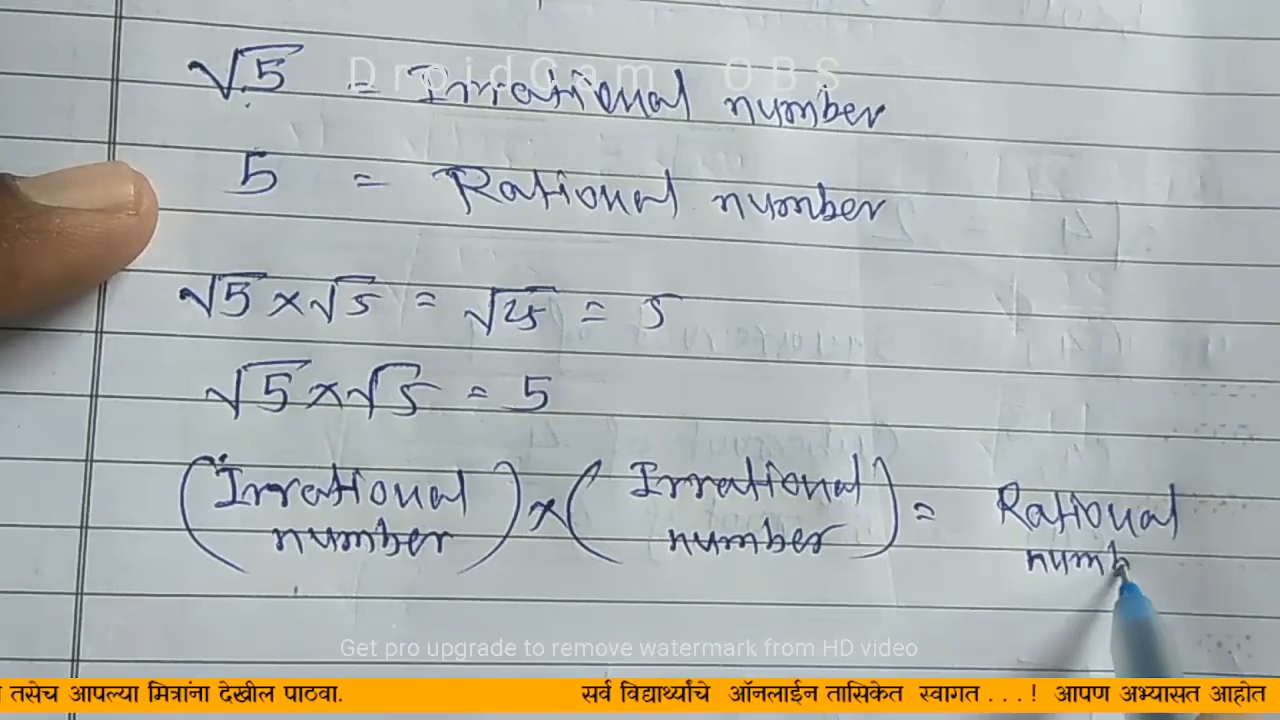 DroidCam OBS
√5 = Irrational number
5 = Rational number
√5 × √5 = √25 = 5
√5 × √5 = 5
(Irrational number) × (Irrational number) = Rational numb
Get pro upgrade to remove watermark from HD video
तसेच आपल्या मित्रांना देखील पाठवा. सर्व विद्यार्थ्यांचे ऑनलाईन तासिकेत स्वागत . . . ! आपण अभ्यासत आहोत